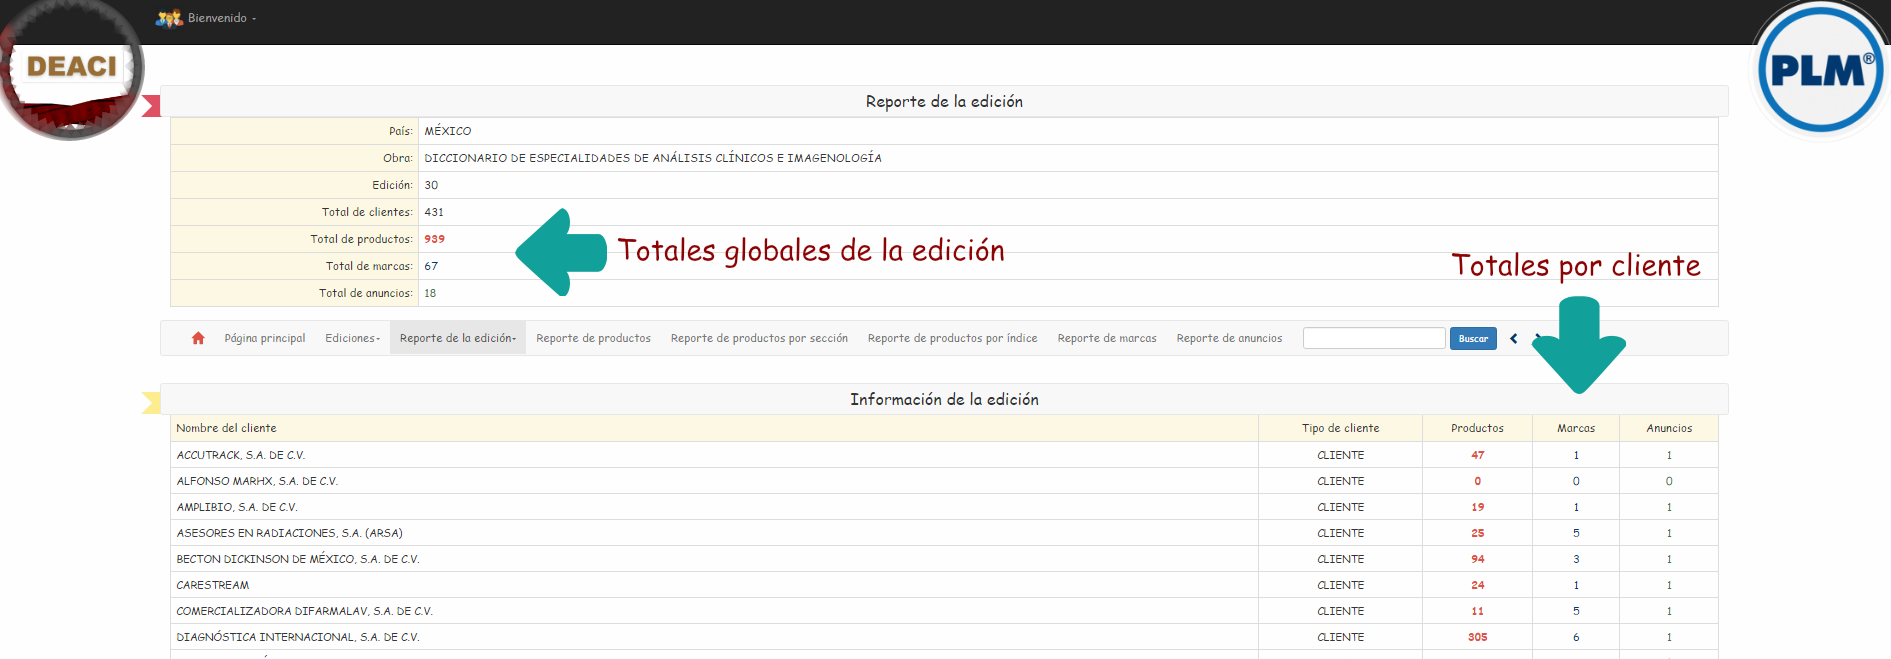 Bienvenido
DEACI
PLM®
Reporte de la edición
País: MÉXICO
Obra: DICCIONARIO DE ESPECIALIDADES DE ANÁLISIS CLÍNICOS E IMAGENOLOGÍA
Edición: 30
Total de clientes: 431
Total de productos: 939
Total de marcas: 67
Total de anuncios: 18
Totales globales de la edición
Totales por cliente
Página principal Ediciones Reporte de la edición Reporte de productos Reporte de productos por sección Reporte de productos por índice Reporte de marcas Reporte de anuncios Buscar
Información de la edición
Nombre del cliente Tipo de cliente Productos Marcas Anuncios
ACCUTRACK, S.A. DE C.V. CLIENTE 47 1 1
ALFONSO MARHX, S.A. DE C.V. CLIENTE 0 0 0
AMPLIBIO, S.A. DE C.V. CLIENTE 19 1 1
ASESORES EN RADIACIONES, S.A. (ARSA) CLIENTE 25 5 1
BECTON DICKINSON DE MÉXICO, S.A. DE C.V. CLIENTE 94 3 1
CARESTREAM CLIENTE 24 1 1
COMERCIALIZADORA DIFARMALAV, S.A. DE C.V. CLIENTE 11 5 1
DIAGNÓSTICA INTERNACIONAL, S.A. DE C.V. CLIENTE 305 6 1